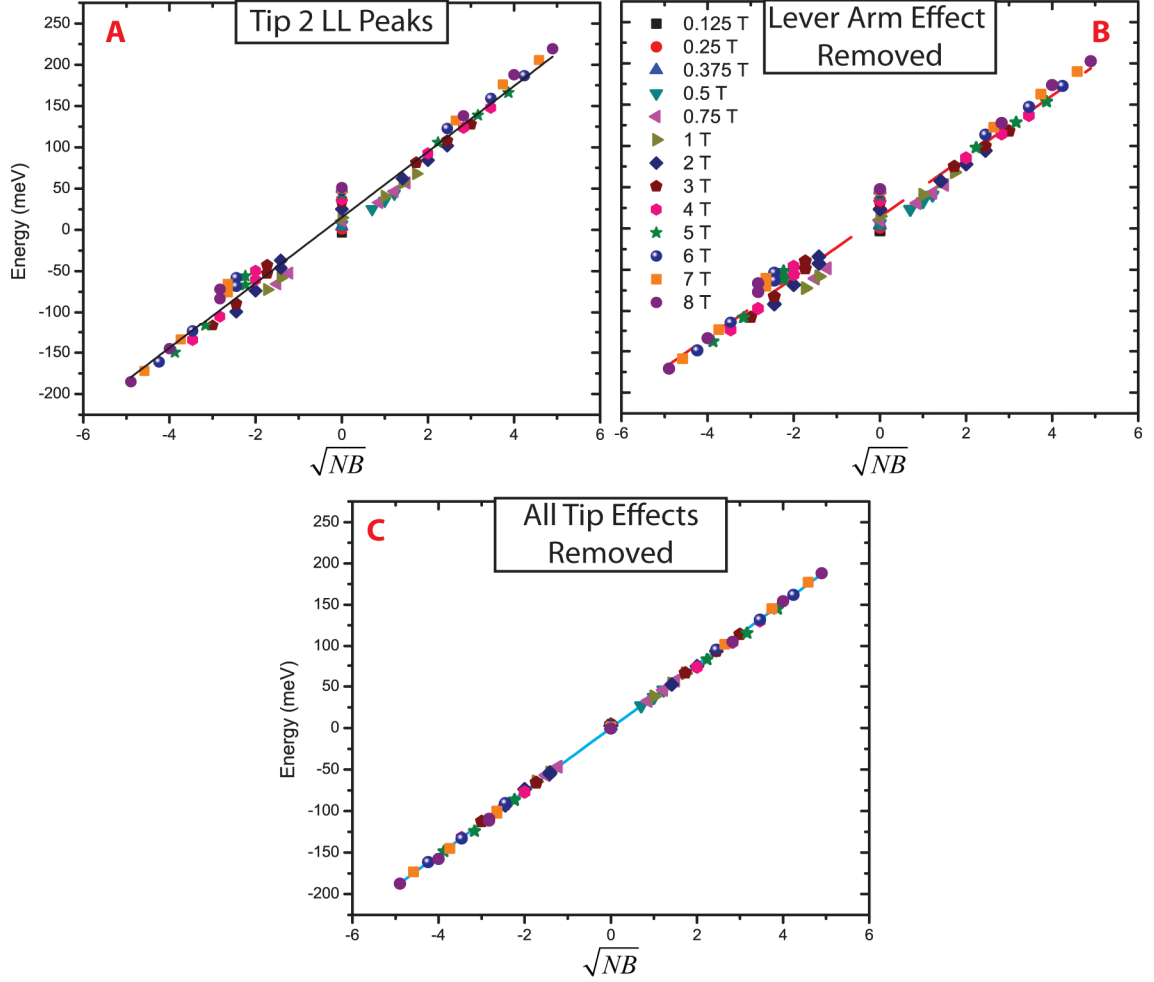 Tip 2 LL Peaks
A
250
200
150
100
50
0
-50
-100
-150
-200
Energy (meV)
-6 -4 -2 0 2 4 6
√NB
Lever Arm Effect
Removed
B
0.125 T
0.25 T
0.375 T
0.5 T
0.75 T
1 T
2 T
3 T
4 T
5 T
6 T
7 T
8 T
-6 -4 -2 0 2 4 6
√NB
All Tip Effects
Removed
C
250
200
150
100
50
0
-50
-100
-150
-200
Energy (meV)
-6 -4 -2 0 2 4 6
√NB